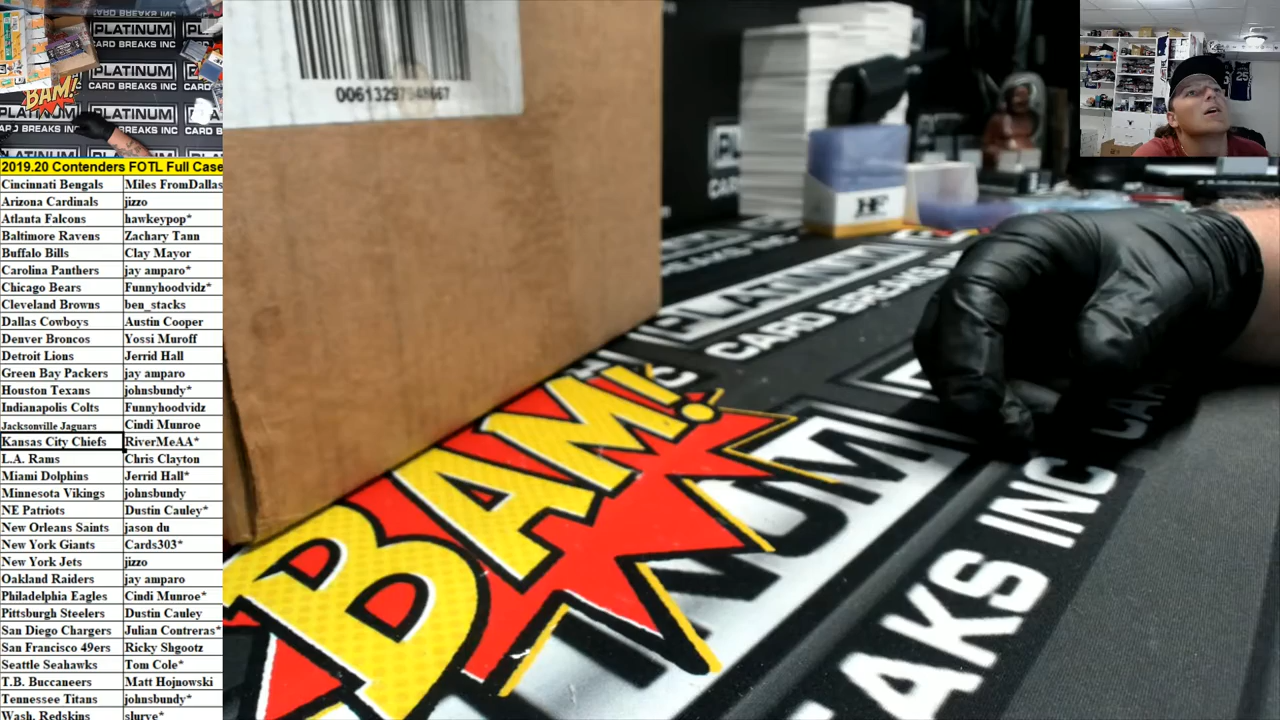 PLATINUM
CARD BREAKS INC
BAM!
2019.20 Contenders FOTL Full Case
Cincinnati Bengals Miles FromDallas
Arizona Cardinals jizzo
Atlanta Falcons hawkeypop*
Baltimore Ravens Zachary Tann
Buffalo Bills Clay Mayor
Carolina Panthers jay amparo*
Chicago Bears Funnyhoodvidz*
Cleveland Browns ben_stacks
Dallas Cowboys Austin Cooper
Denver Broncos Yossi Muroff
Detroit Lions Jerrid Hall
Green Bay Packers jay amparo
Houston Texans johnsbundy*
Indianapolis Colts Funnyhoodvidz
Jacksonville Jaguars Cindi Munroe
Kansas City Chiefs RiverMeAA*
L.A. Rams Chris Clayton
Miami Dolphins Jerrid Hall*
Minnesota Vikings johnsbundy
NE Patriots Dustin Cauley*
New Orleans Saints jason du
New York Giants Cards303*
New York Jets jizzo
Oakland Raiders jay amparo
Philadelphia Eagles Cindi Munroe*
Pittsburgh Steelers Dustin Cauley
San Diego Chargers Julian Contreras*
San Francisco 49ers Ricky Shgootz
Seattle Seahawks Tom Cole*
T.B. Buccaneers Matt Hojnowski
Tennessee Titans johnsbundy*
Wash. Redskins slurve*
HF
PLATINUM
CARD BREAKS IN
BAM!
NUM
EAKS INC
25